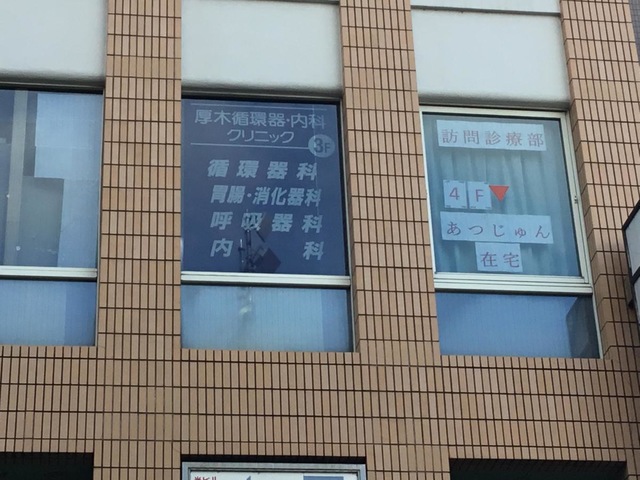 厚木循環器・内科
クリニック
3F
循環器科
胃腸・消化器科
呼吸器科
内科
訪問診療部
4F▼
あつじゅん
在宅